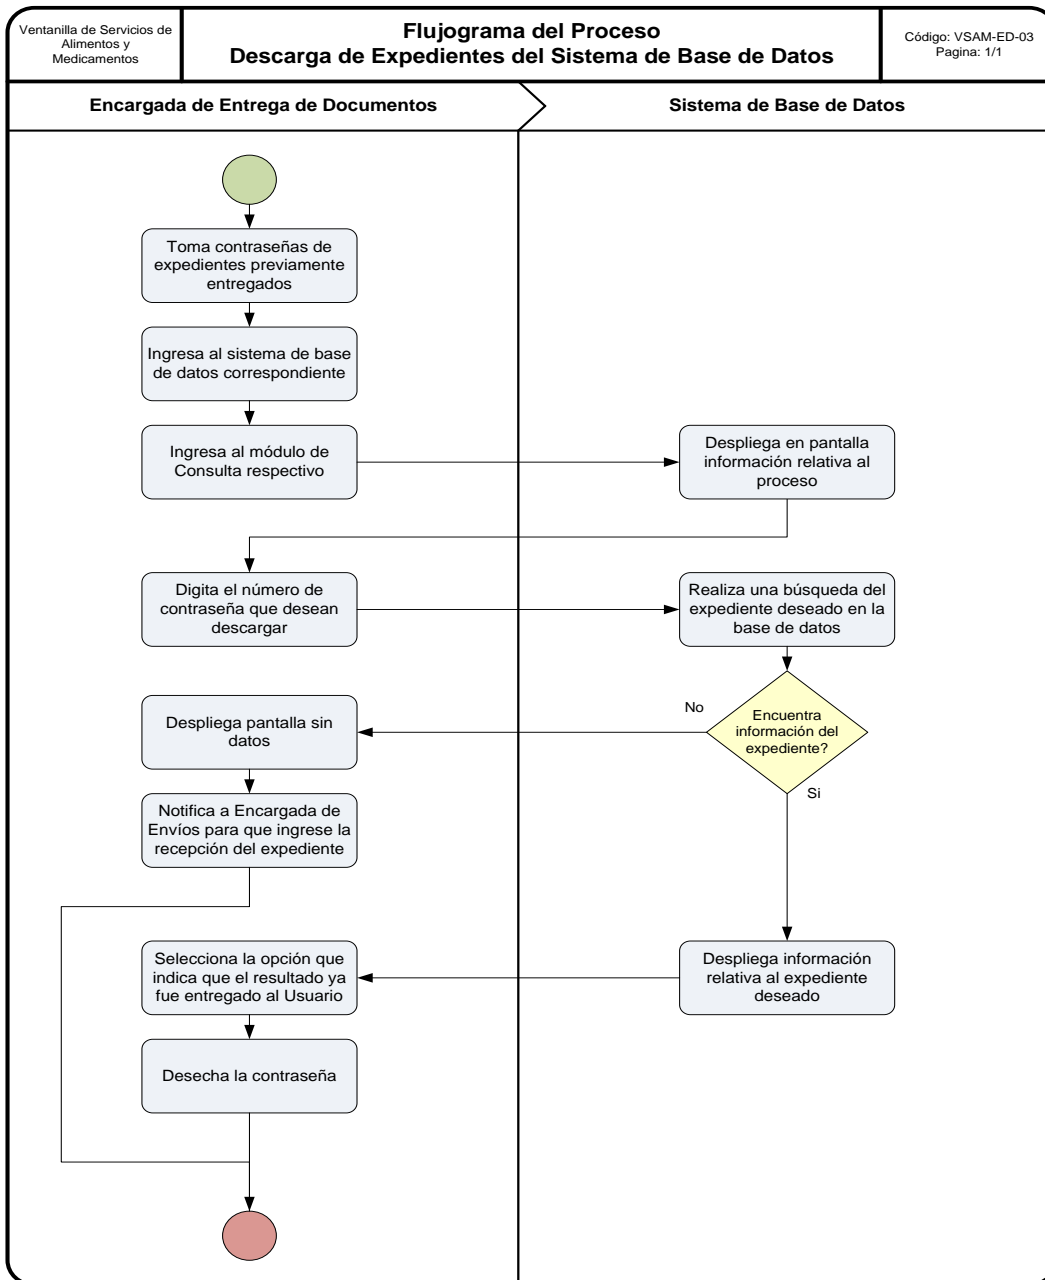 Ventanilla de Servicios de
Alimentos y
Medicamentos
Flujograma del Proceso
Descarga de Expedientes del Sistema de Base de Datos
Código: VSAM-ED-03
Pagina: 1/1
Encargada de Entrega de Documentos
Sistema de Base de Datos
Toma contraseñas de
expedientes previamente
entregados
Ingresa al sistema de base
de datos correspondiente
Ingresa al módulo de
Consulta respectivo
Despliega en pantalla
información relativa al
proceso
Digita el número de
contraseña que desean
descargar
Realiza una búsqueda del
expediente deseado en la
base de datos
Encuentra
información del
expediente?
No
Si
Despliega pantalla sin
datos
Notifica a Encargada de
Envíos para que ingrese la
recepción del expediente
Despliega información
relativa al expediente
deseado
Selecciona la opción que
indica que el resultado ya
fue entregado al Usuario
Desecha la contraseña